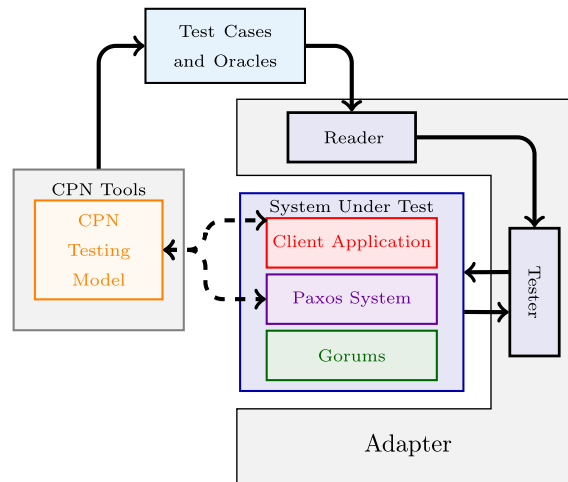 Test Cases
and Oracles
Reader
CPN Tools
CPN
Testing
Model
System Under Test
Client Application
Paxos System
Gorums
Tester
Adapter